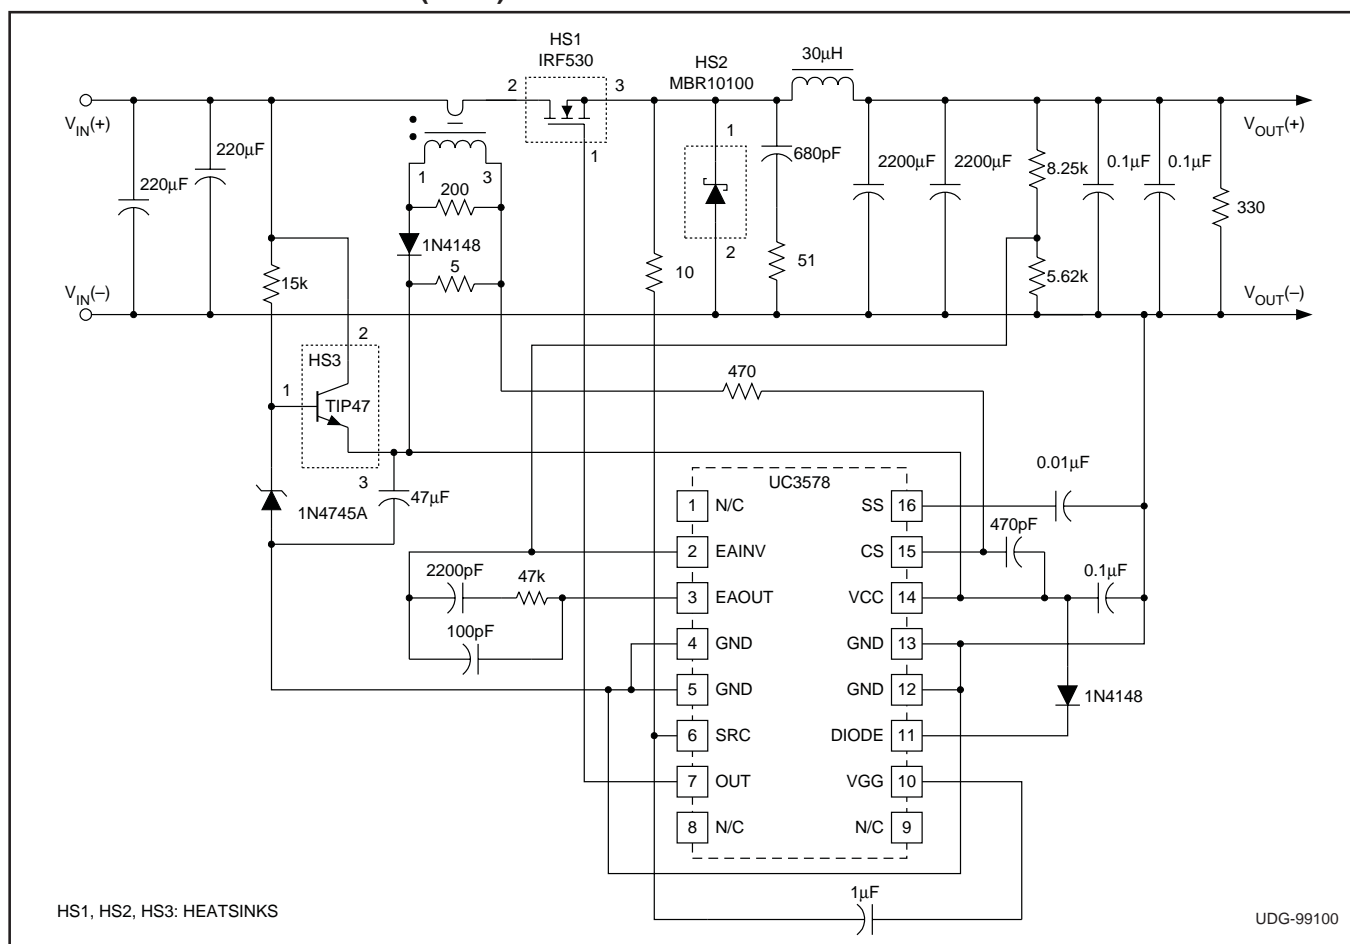 HS1
IRF530
30µH
HS2
MBR10100
2
3
VIN(+)
1
VOUT(+)
220µF
220µF
1
3
1
680pF
2200µF
2200µF
8.25k
0.1µF
0.1µF
200
330
1N4148
2
51
5
10
15k
5.62k
VIN(–)
VOUT(–)
2
HS3
470
1
TIP47
3
47µF
1N4745A
UC3578
0.01µF
1 N/C
SS 16
470pF
2 EAINV
CS 15
2200pF
47k
0.1µF
3 EAOUT
VCC 14
100pF
4 GND
GND 13
5 GND
GND 12
1N4148
6 SRC
DIODE 11
7 OUT
VGG 10
8 N/C
N/C 9
1µF
HS1, HS2, HS3: HEATSINKS
UDG-99100